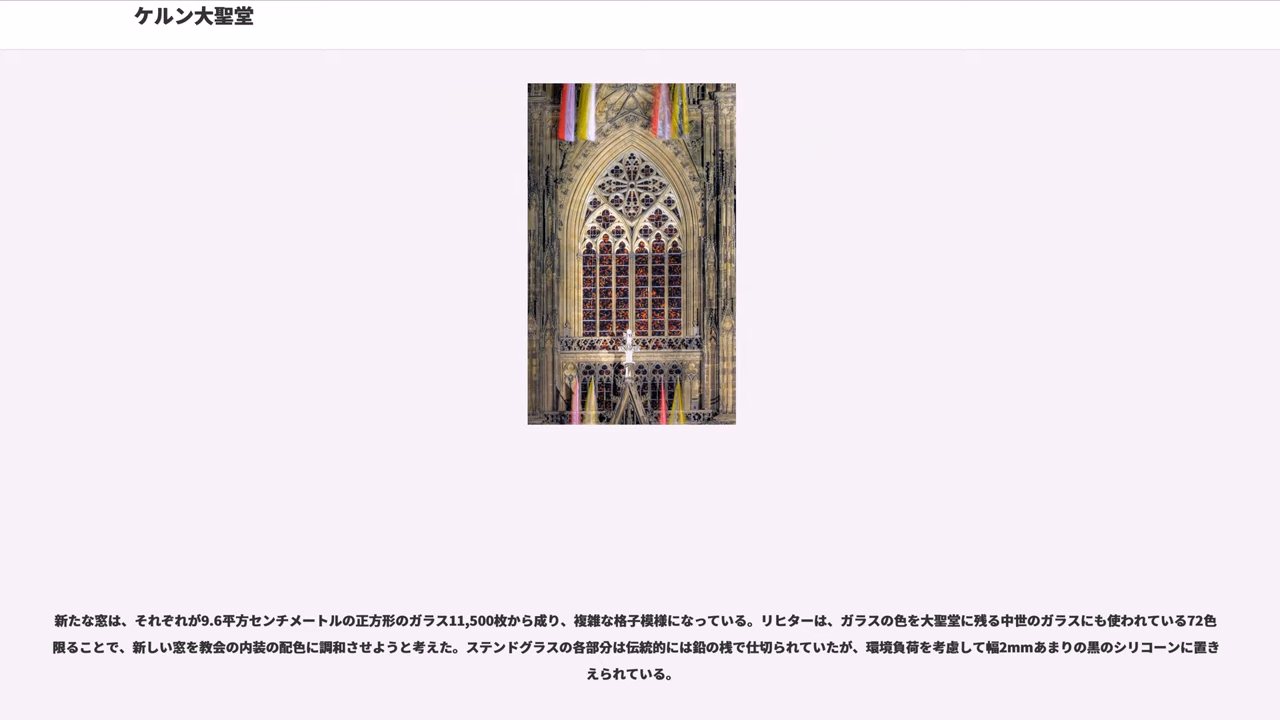 ケルン大聖堂
新たな窓は、それぞれが9.6平方センチメートルの正方形のガラス11,500枚から成り、複雑な格子模様になっている。リヒターは、ガラスの色を大聖堂に残る中世のガラスにも使われている72色
限ることで、新しい窓を教会の内装の配色に調和させようと考えた。ステンドグラスの各部分は伝統的には鉛の桟で仕切られていたが、環境負荷を考慮して幅2mmあまりの黒のシリコーンに置き
えられている。